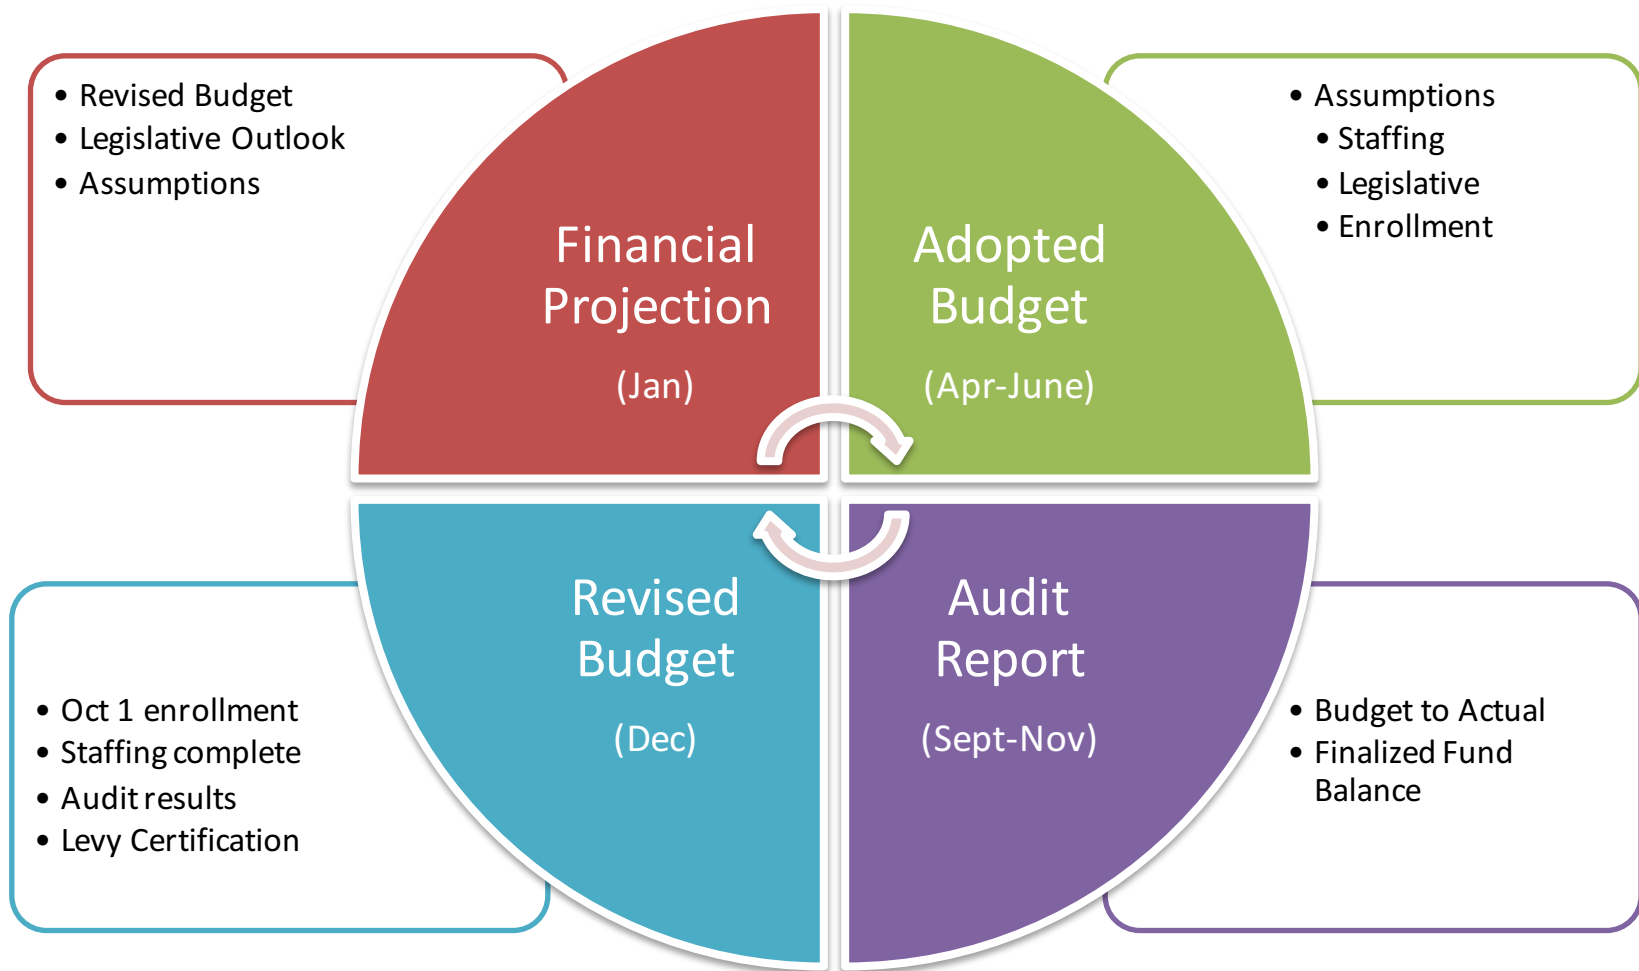 • Revised Budget
• Legislative Outlook
• Assumptions
Financial
Projection
(Jan)
Adopted
Budget
(Apr-June)
• Assumptions
• Staffing
• Legislative
• Enrollment
• Oct 1 enrollment
• Staffing complete
• Audit results
• Levy Certification
Revised
Budget
(Dec)
Audit
Report
(Sept-Nov)
• Budget to Actual
• Finalized Fund
Balance